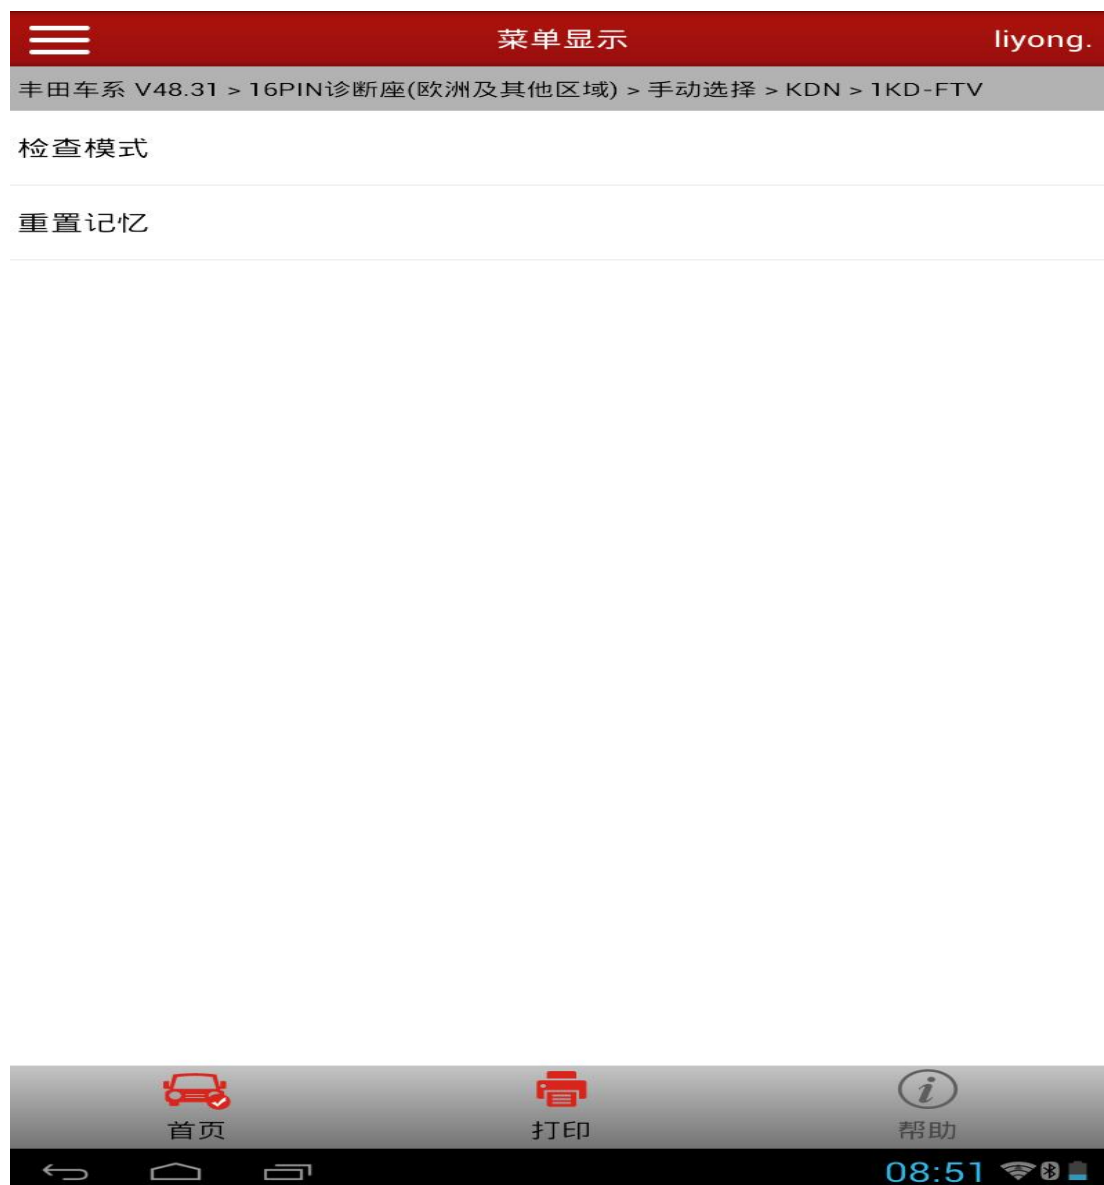 菜单显示
liyong.
丰田车系 V48.31 > 16PIN诊断座(欧洲及其他区域) > 手动选择 > KDN > 1KD-FTV
检查模式
重置记忆
首页
打印
帮助
08:51